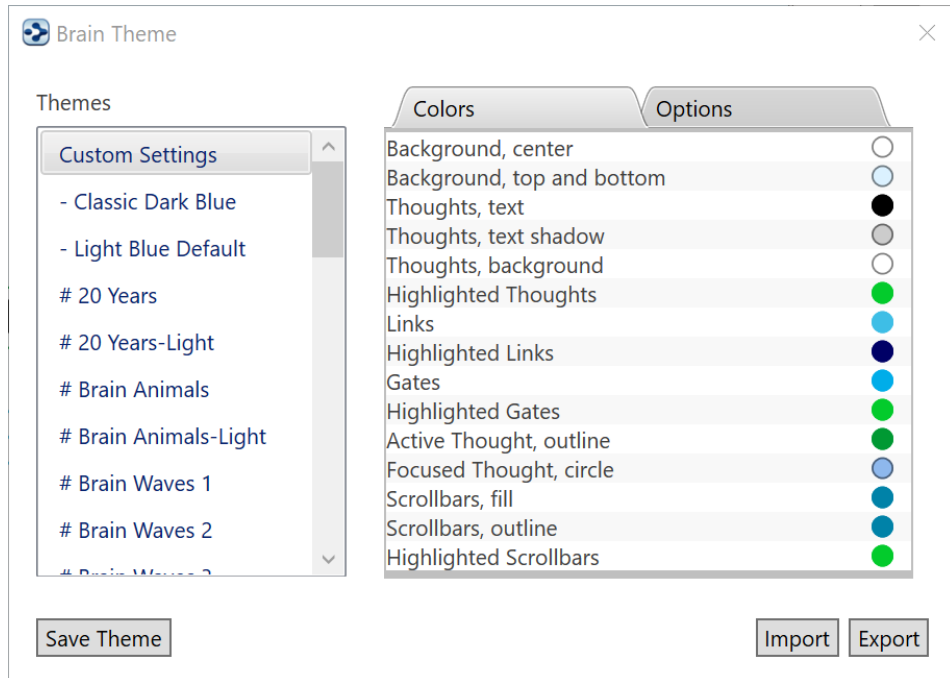 Brain Theme
Themes
Custom Settings
- Classic Dark Blue
- Light Blue Default
# 20 Years
# 20 Years-Light
# Brain Animals
# Brain Animals-Light
# Brain Waves 1
# Brain Waves 2
# Brain Waves 3
Colors
Options
Background, center
Background, top and bottom
Thoughts, text
Thoughts, text shadow
Thoughts, background
Highlighted Thoughts
Links
Highlighted Links
Gates
Highlighted Gates
Active Thought, outline
Focused Thought, circle
Scrollbars, fill
Scrollbars, outline
Highlighted Scrollbars
Save Theme
Import
Export